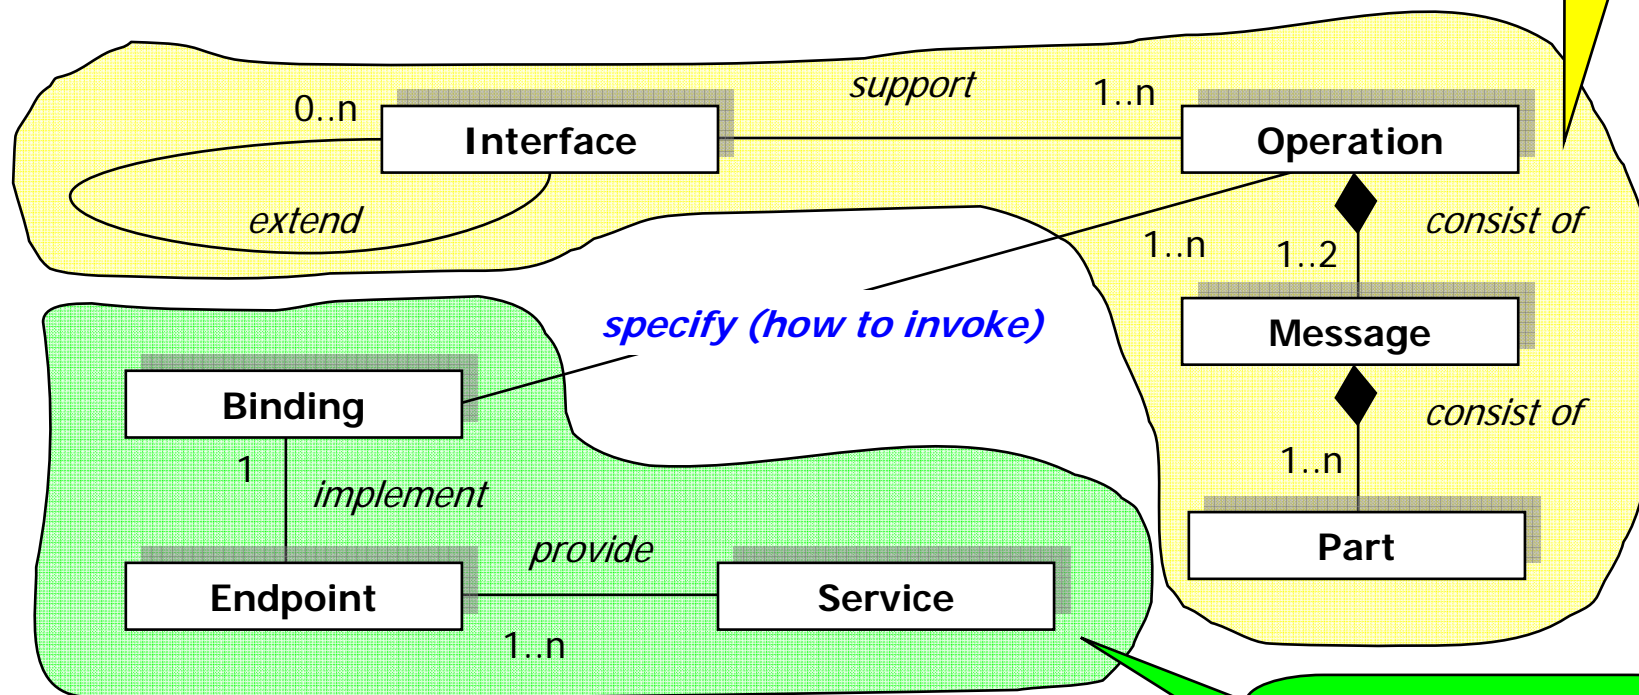 support
0..n
1..n
Interface
Operation
extend
consist of
1..n
1..2
specify (how to invoke)
Message
Binding
consist of
1
1..n
implement
provide
Part
Endpoint
Service
1..n